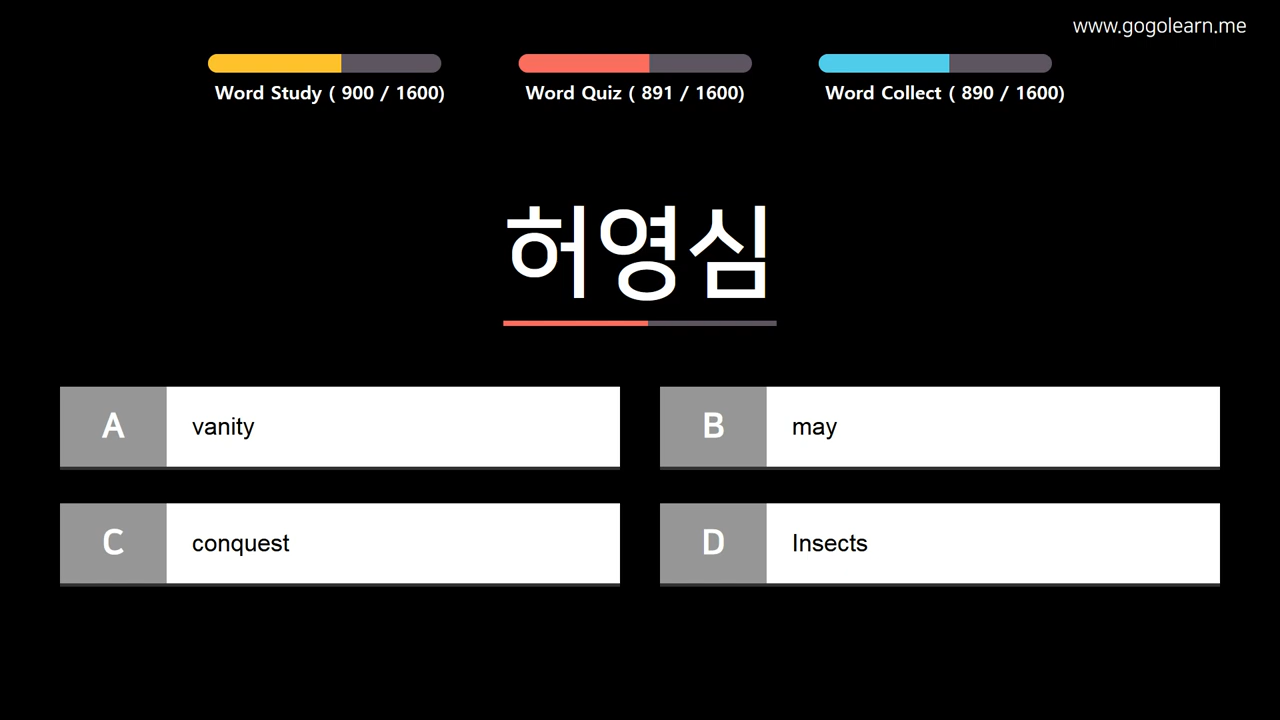 www.gogolearn.me
Word Study ( 900 / 1600)
Word Quiz ( 891 / 1600)
Word Collect ( 890 / 1600)
허영심
A vanity
B may
C conquest
D Insects